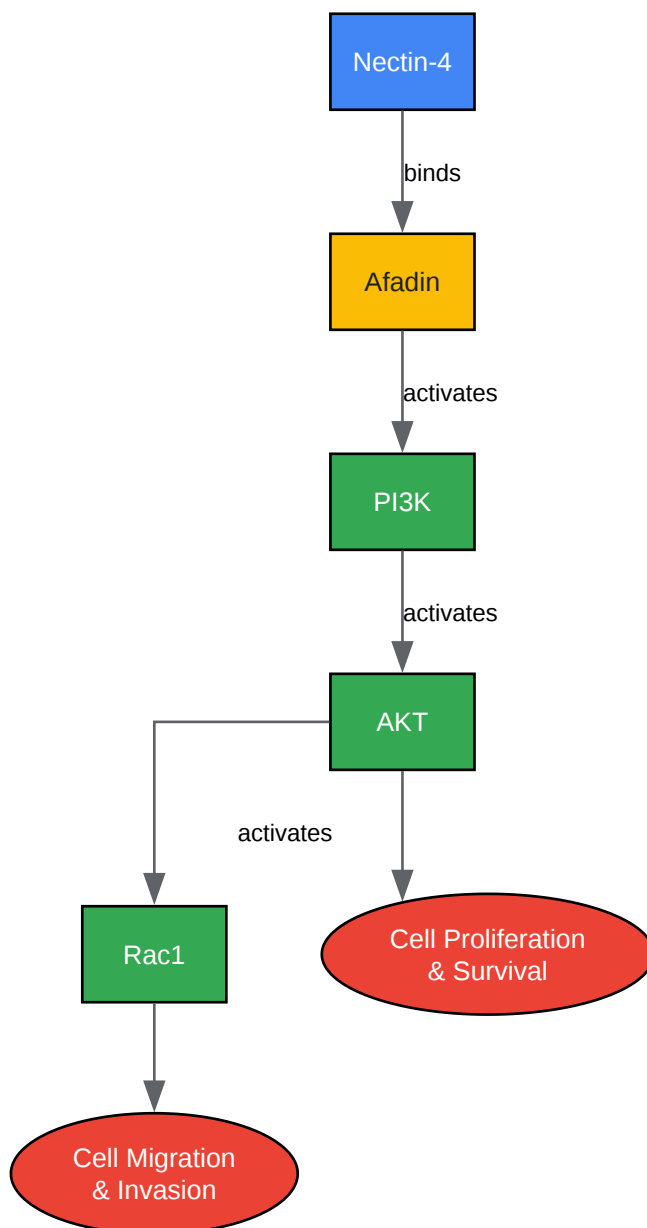 Nectin-4
binds
Afadin
activates
PI3K
activates
AKT
activates
Rac1
Cell Proliferation
& Survival
Cell Migration
& Invasion